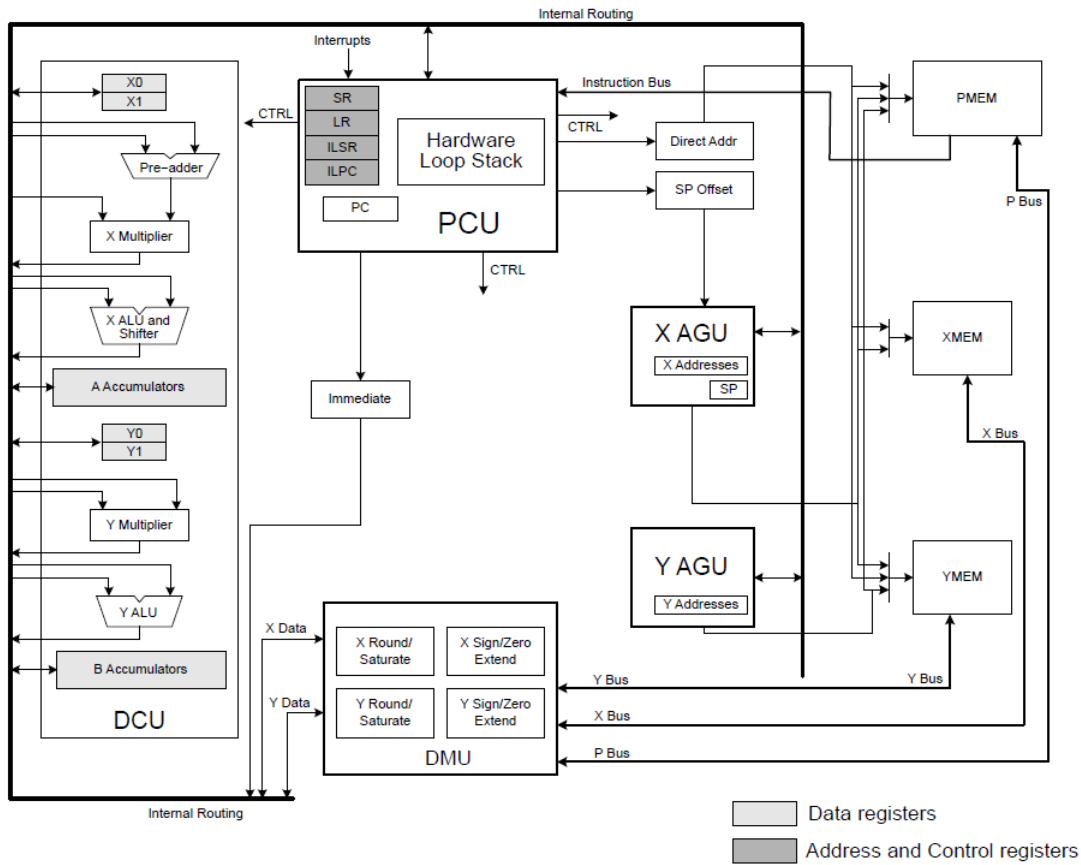 Internal Routing
Interrupts
X0
X1
CTRL
SR
LR
ILSR
ILPC
Hardware
Loop Stack
PC
PCU
Instruction Bus
CTRL
Direct Addr
SP Offset
PMEM
P Bus
Pre–adder
X Multiplier
CTRL
X ALU and
Shifter
X AGU
X Addresses
SP
XMEM
A Accumulators
Immediate
X Bus
Y0
Y1
Y Multiplier
Y AGU
Y Addresses
YMEM
Y ALU
X Data
X Round/
Saturate
X Sign/Zero
Extend
B Accumulators
Y Bus
Y Bus
Y Data
Y Round/
Saturate
Y Sign/Zero
Extend
X Bus
DCU
DMU
P Bus
Internal Routing
Data registers
Address and Control registers